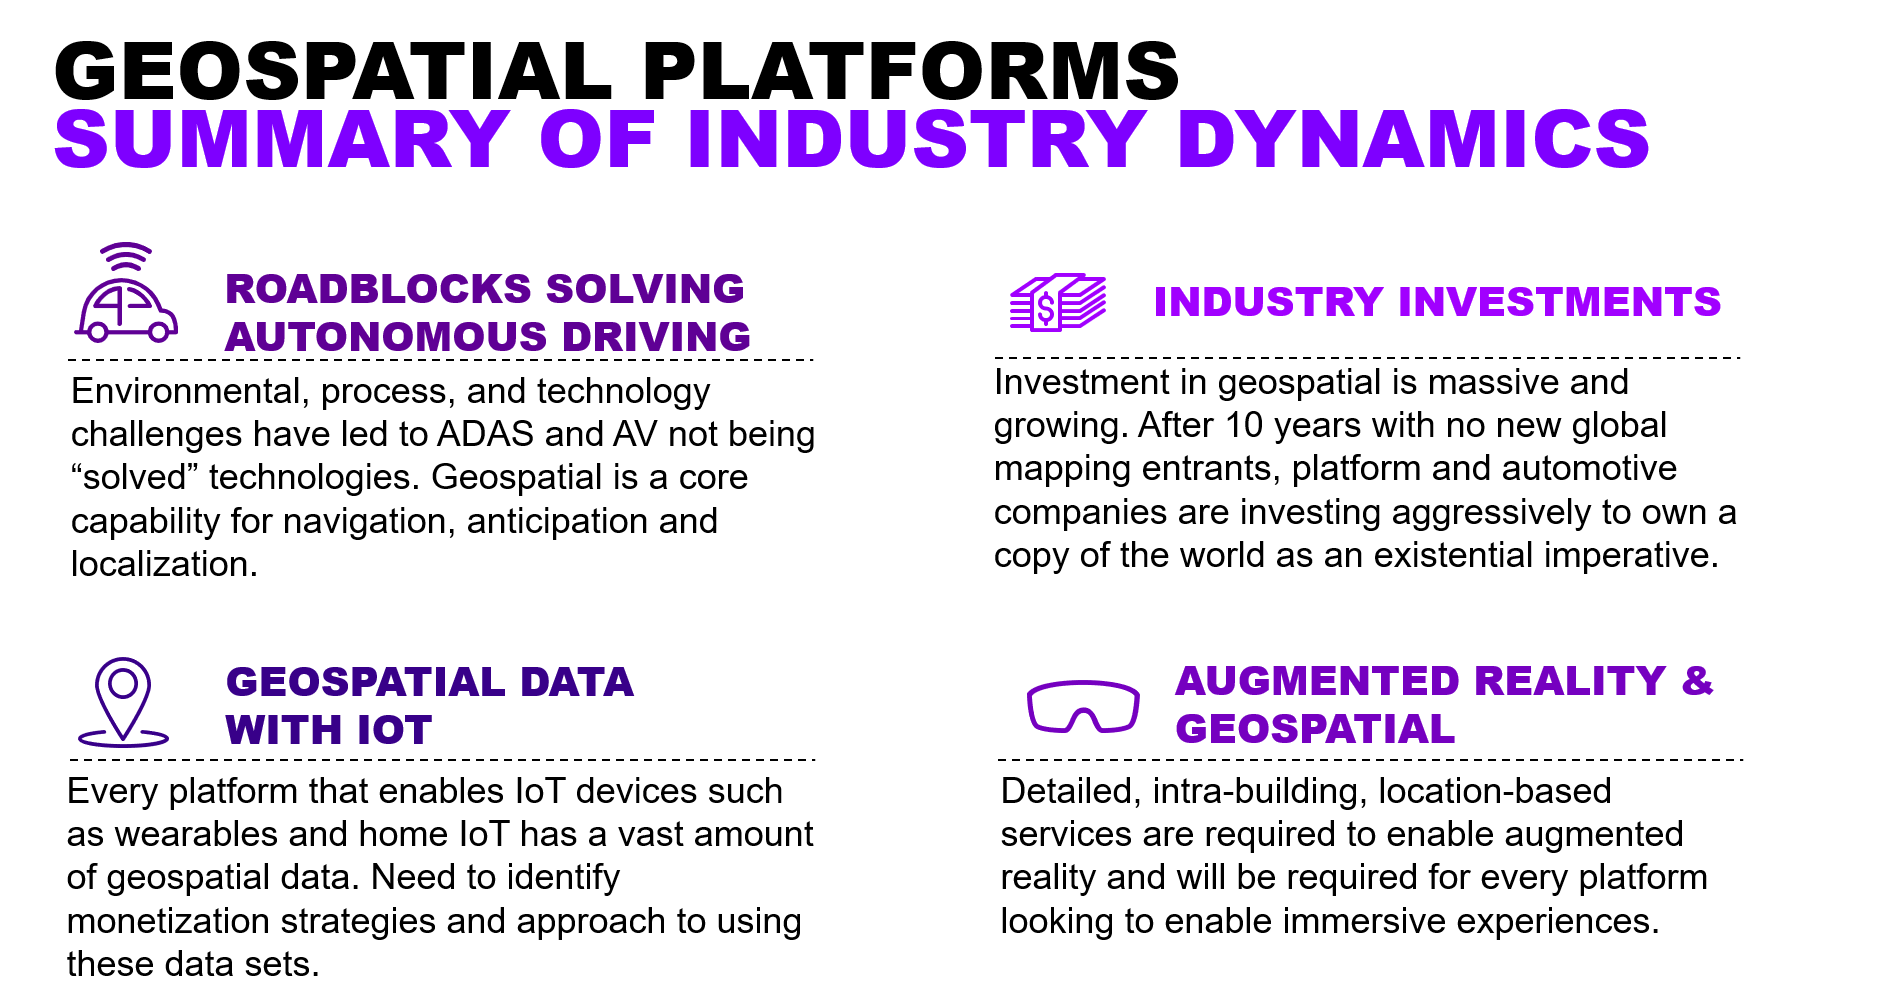 GEOSPATIAL PLATFORMS
SUMMARY OF INDUSTRY DYNAMICS
ROADBLOCKS SOLVING
AUTONOMOUS DRIVING
Environmental, process, and technology
challenges have led to ADAS and AV not being
“solved” technologies. Geospatial is a core
capability for navigation, anticipation and
localization.
$
INDUSTRY INVESTMENTS
Investment in geospatial is massive and
growing. After 10 years with no new global
mapping entrants, platform and automotive
companies are investing aggressively to own a
copy of the world as an existential imperative.
GEOSPATIAL DATA
WITH IOT
Every platform that enables IoT devices such
as wearables and home IoT has a vast amount
of geospatial data. Need to identify
monetization strategies and approach to using
these data sets.
AUGMENTED REALITY &
GEOSPATIAL
Detailed, intra-building, location-based
services are required to enable augmented
reality and will be required for every platform
looking to enable immersive experiences.